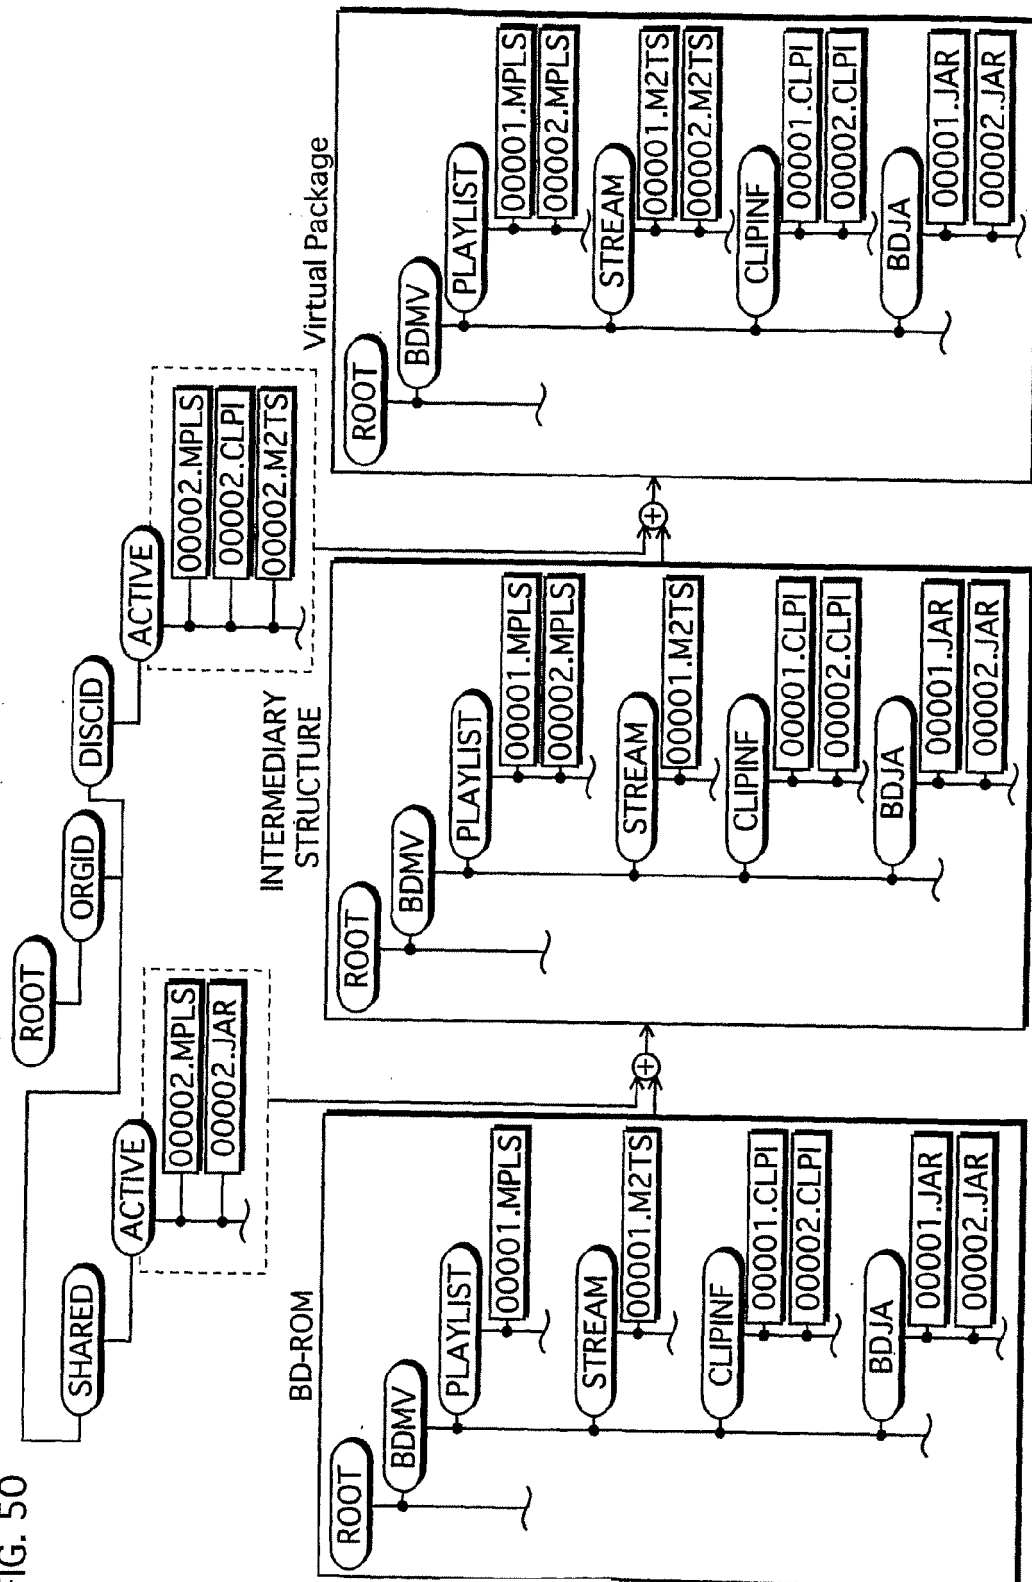 FIG. 50
ROOT
ORGID
SHARED
ACTIVE
00002.MPLS
00002.JAR
DISCID
ACTIVE
00002.MPLS
00002.CLPI
00002.M2TS
BD-ROM
ROOT
BDMV
PLAYLIST
00001.MPLS
STREAM
00001.M2TS
CLIPINF
00001.CLPI
00002.CLPI
BDJA
00001.JAR
00002.JAR
INTERMEDIARY
STRUCTURE
ROOT
BDMV
PLAYLIST
00001.MPLS
00002.MPLS
STREAM
00001.M2TS
CLIPINF
00001.CLPI
00002.CLPI
BDJA
00001.JAR
00002.JAR
Virtual Package
ROOT
BDMV
PLAYLIST
00001.MPLS
00002.MPLS
STREAM
00001.M2TS
00002.M2TS
CLIPINF
00001.CLPI
00002.CLPI
BDJA
00001.JAR
00002.JAR